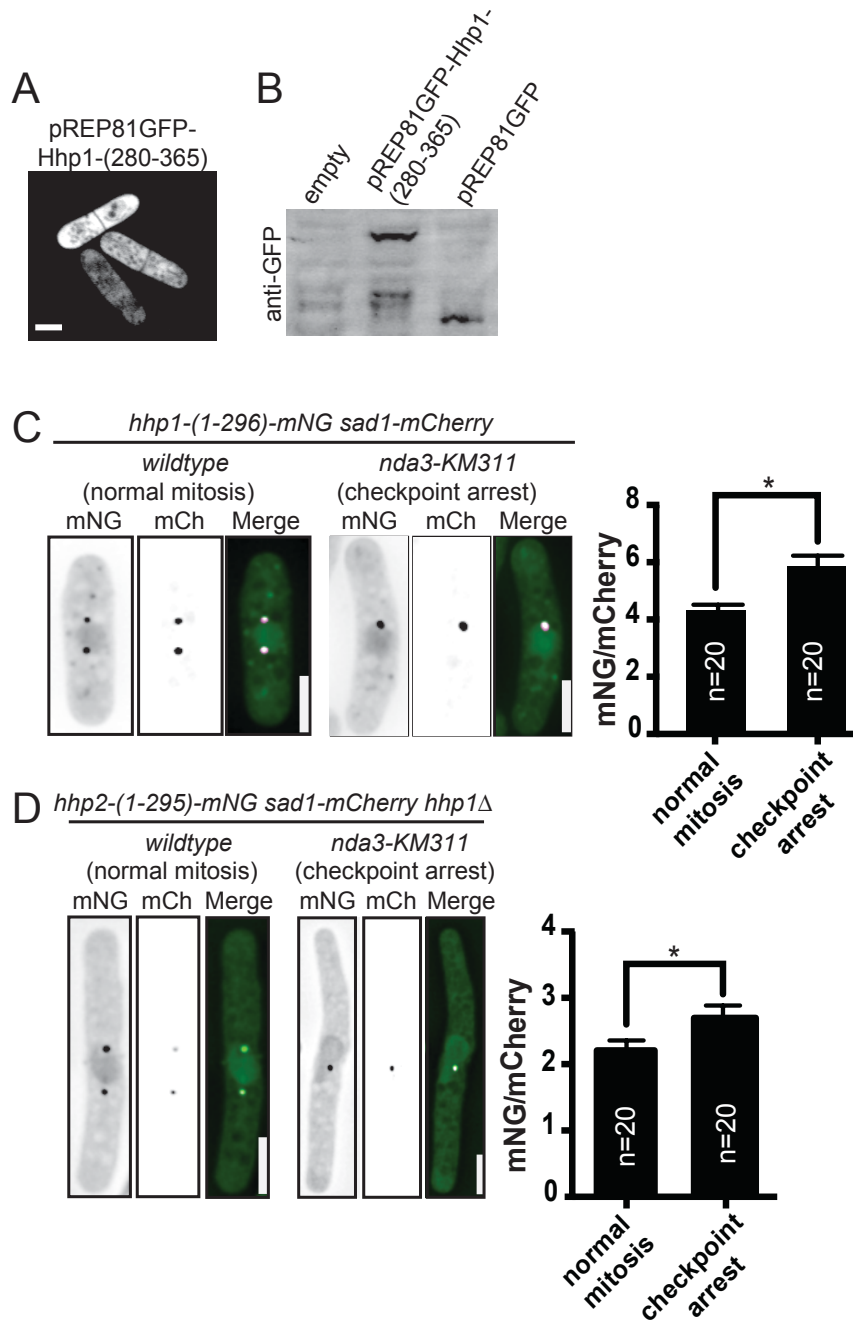 A
pREP81GFP-
Hhp1-(280-365)
B
empty
pREP81GFP-Hhp1-
(280-365)
pREP81GFP
anti-GFP
C
hhp1-(1-296)-mNG sad1-mCherry
wildtype
(normal mitosis)
nda3-KM311
(checkpoint arrest)
mNG mCh Merge
mNG mCh Merge
mNG/mCherry
8
6
4
2
0
*
n=20
n=20
normal
mitosis
checkpoint
arrest
D
hhp2-(1-295)-mNG sad1-mCherry hhp1Δ
wildtype
(normal mitosis)
nda3-KM311
(checkpoint arrest)
mNG mCh Merge
mNG mCh Merge
mNG/mCherry
4
3
2
1
0
*
n=20
n=20
normal
mitosis
checkpoint
arrest